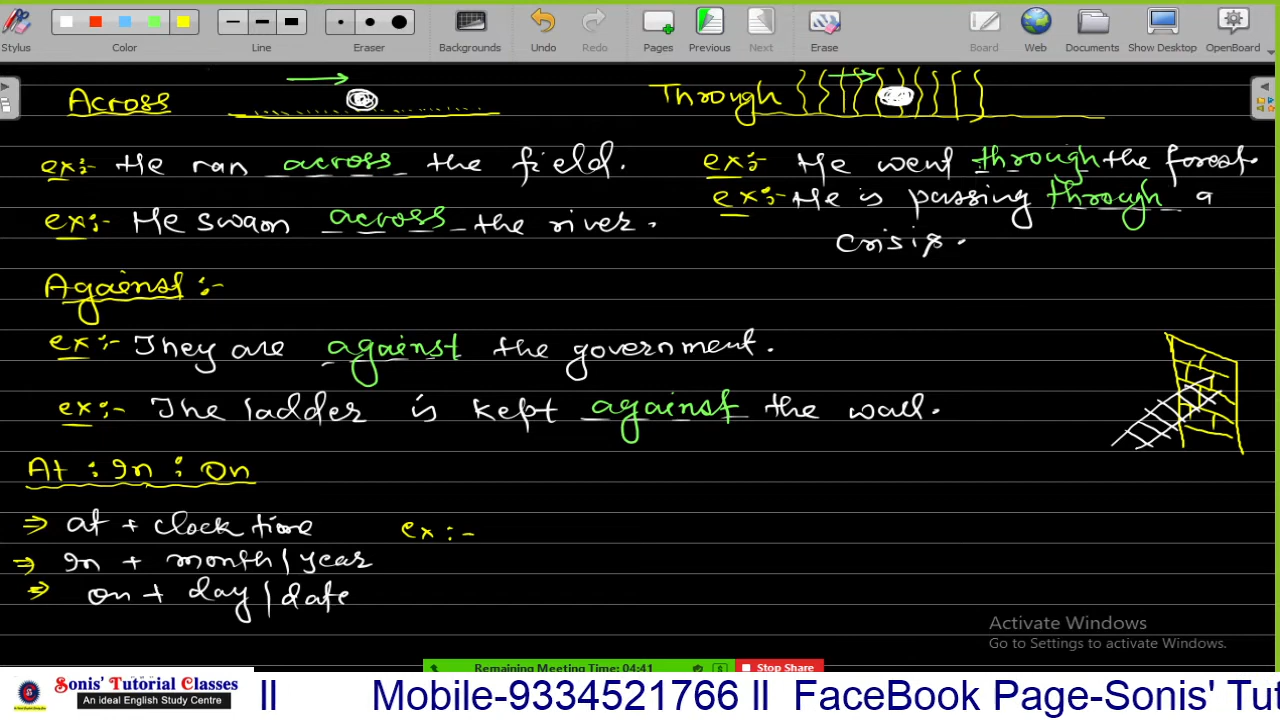 Stylus
Color
Line
Eraser
Backgrounds
Undo
Redo
Pages
Previous
Next
Erase
Board
Web
Documents
Show Desktop
OpenBoard
Across
Through
ex:- He ran across the field.
ex:- He went through the forest.
ex:- He is passing through a
crisis.
ex:- He swam across the river.
Against :-
ex:- They are against the government.
ex:- The ladder is kept against the wall.
At : In : On
⇒ at + clock time ex:-
⇒ In + month/year
⇒ on + day/date
Activate Windows
Go to Settings to activate Windows.
Remaining Meeting Time: 04:41
Stop Share
Sonis' Tutorial Classes
An ideal English Study Centre
ll Mobile-9334521766 ll FaceBook Page-Sonis' Tut